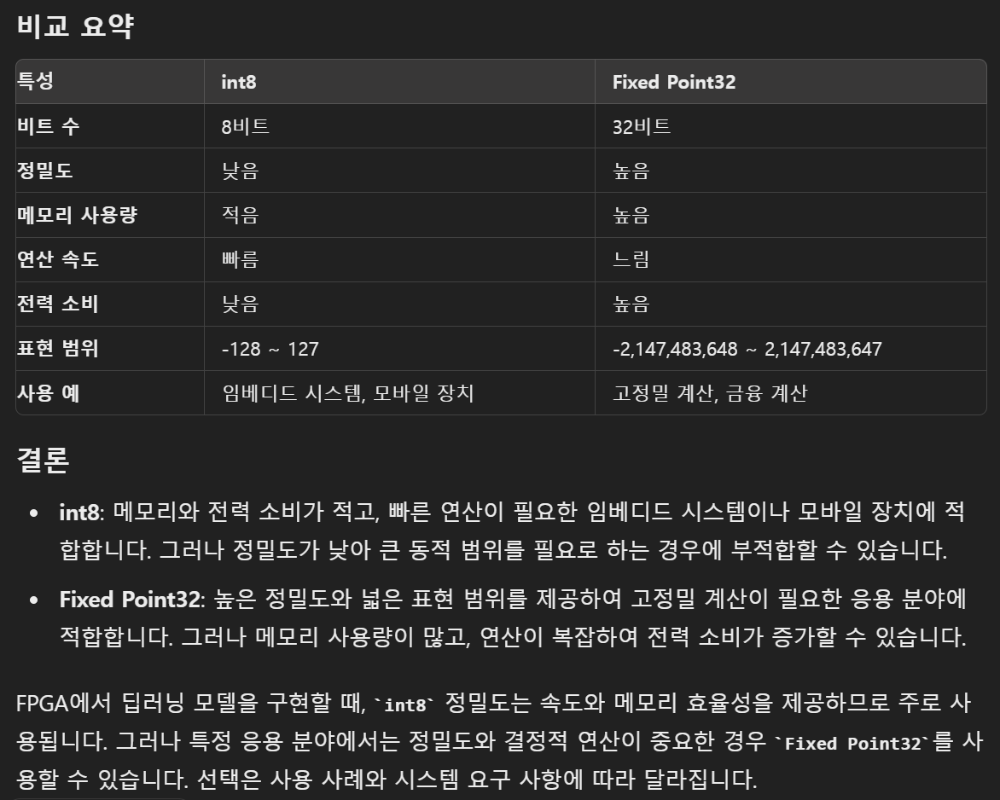 비교 요약
특성 int8 Fixed Point32
비트 수 8비트 32비트
정밀도 낮음 높음
메모리 사용량 적음 높음
연산 속도 빠름 느림
전력 소비 낮음 높음
표현 범위 -128 ~ 127 -2,147,483,648 ~ 2,147,483,647
사용 예 임베디드 시스템, 모바일 장치 고정밀 계산, 금융 계산
결론
• int8: 메모리와 전력 소비가 적고, 빠른 연산이 필요한 임베디드 시스템이나 모바일 장치에 적
합합니다. 그러나 정밀도가 낮아 큰 동적 범위를 필요로 하는 경우에 부적합할 수 있습니다.
• Fixed Point32: 높은 정밀도와 넓은 표현 범위를 제공하여 고정밀 계산이 필요한 응용 분야에
적합합니다. 그러나 메모리 사용량이 많고, 연산이 복잡하여 전력 소비가 증가할 수 있습니다.
FPGA에서 딥러닝 모델을 구현할 때, `int8` 정밀도는 속도와 메모리 효율성을 제공하므로 주로 사
용됩니다. 그러나 특정 응용 분야에서는 정밀도와 결정적 연산이 중요한 경우 `Fixed Point32`를 사
용할 수 있습니다. 선택은 사용 사례와 시스템 요구 사항에 따라 달라집니다.